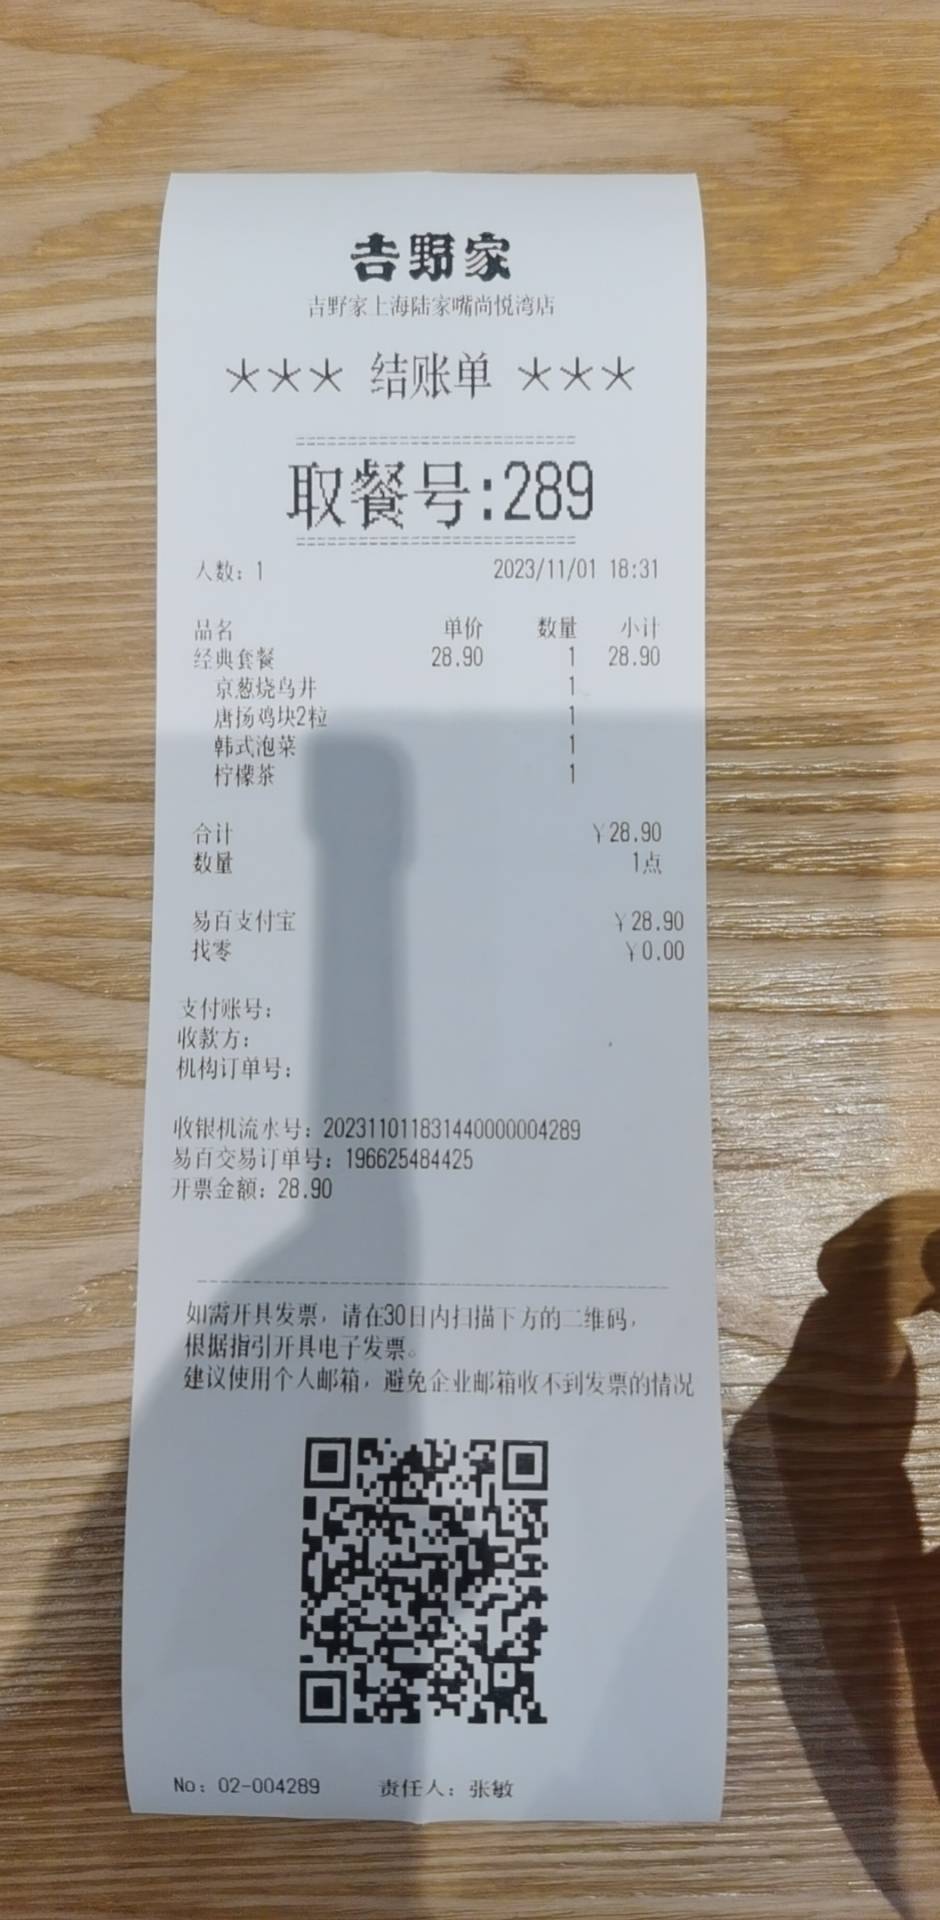 吉野家
吉野家上海陆家嘴尚悦湾店
*** 结账单 ***
========================
取餐号:289
========================
人数: 1 2023/11/01 18:31
品名 单价 数量 小计
经典套餐 28.90 1 28.90
京葱烧鸟丼 1
唐扬鸡块2粒 1
韩式泡菜 1
柠檬茶 1
合计 ¥28.90
数量 1点
易百支付宝 ¥28.90
找零 ¥0.00
支付账号:
收款方:
机构订单号:
收银机流水号: 2023110118314400000004289
易百交易订单号: 196625484425
开票金额: 28.90
如需开具发票，请在30日内扫描下方的二维码，
根据指引开具电子发票。
建议使用个人邮箱，避免企业邮箱收不到发票的情况
No: 02-004289 责任人: 张敏